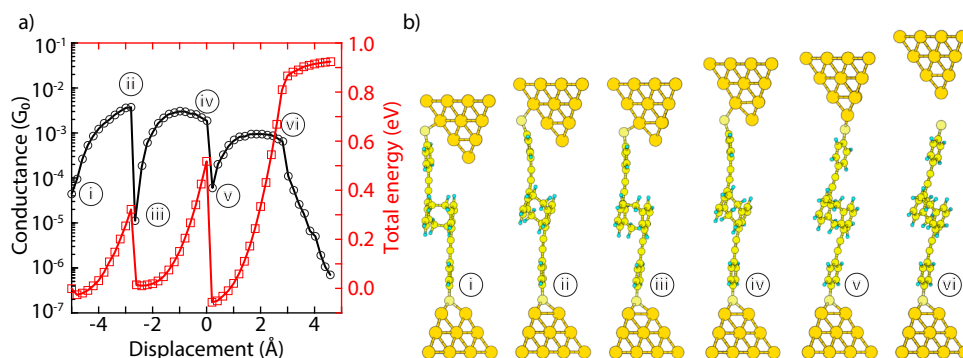 a)
b)
Conductance (G₀)
10⁻¹
10⁻²
10⁻³
10⁻⁴
10⁻⁵
10⁻⁶
10⁻⁷
ii
iv
vi
i
iii
v
1.0
0.8
0.6
0.4
0.2
0.0
Total energy (eV)
-4 -2 0 2 4
Displacement (Å)
i ii iii iv v vi